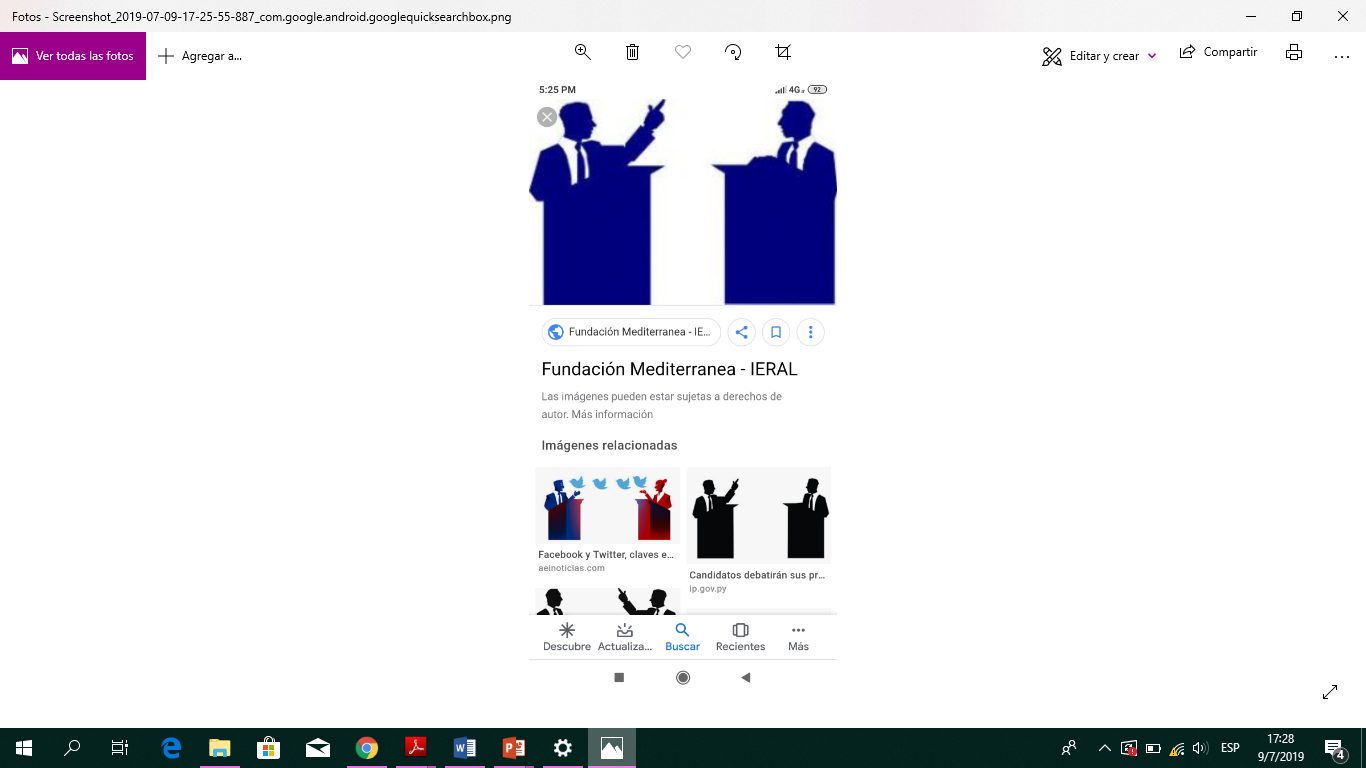 Fotos - Screenshot_2019-07-09-17-25-55-887_com.google.android.googlequicksearchbox.png
Ver todas las fotos
Agregar a...
Editar y crear
Compartir
5:25 PM
4G
92
Fundación Mediterranea - IE...
Fundación Mediterranea - IERAL
Las imágenes pueden estar sujetas a derechos de
autor. Más información
Imágenes relacionadas
Facebook y Twitter, claves e...
aeinoticias.com
Candidatos debatirán sus pr...
ip.gov.py
Descubre
Actualiza...
Buscar
Recientes
Más
ESP
17:28
9/7/2019
4